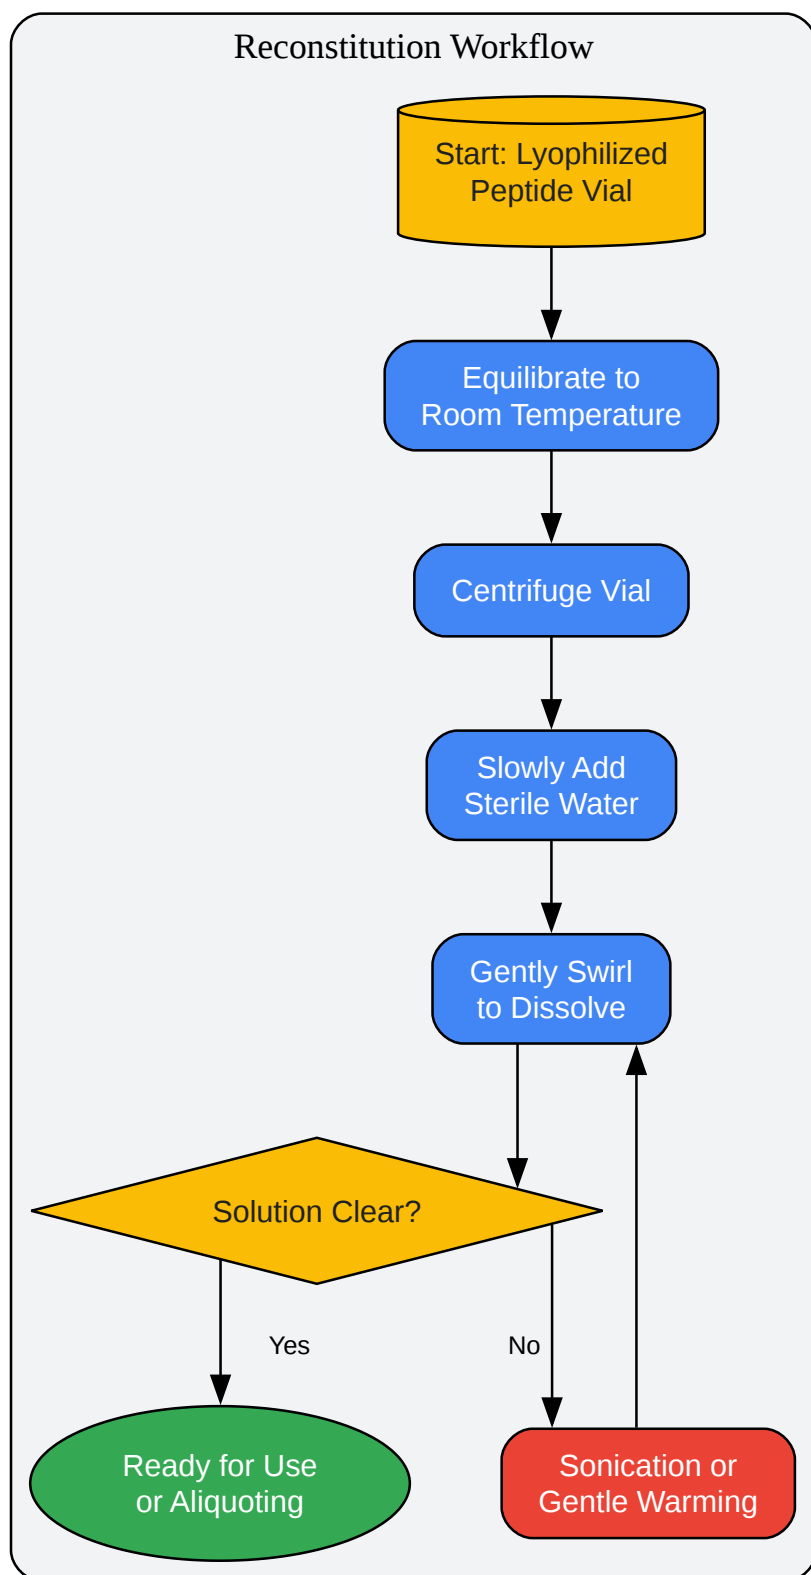 Reconstitution Workflow
Start: Lyophilized
Peptide Vial
Equilibrate to
Room Temperature
Centrifuge Vial
Slowly Add
Sterile Water
Gently Swirl
to Dissolve
Solution Clear?
Yes
No
Ready for Use
or Aliquoting
Sonication or
Gentle Warming